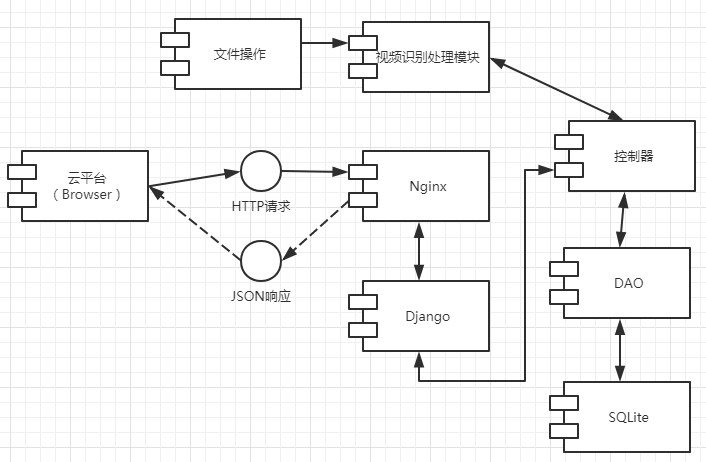 文件操作
视频识别处理模块
控制器
云平台
（Browser）
HTTP请求
Nginx
JSON响应
Django
DAO
SQLite